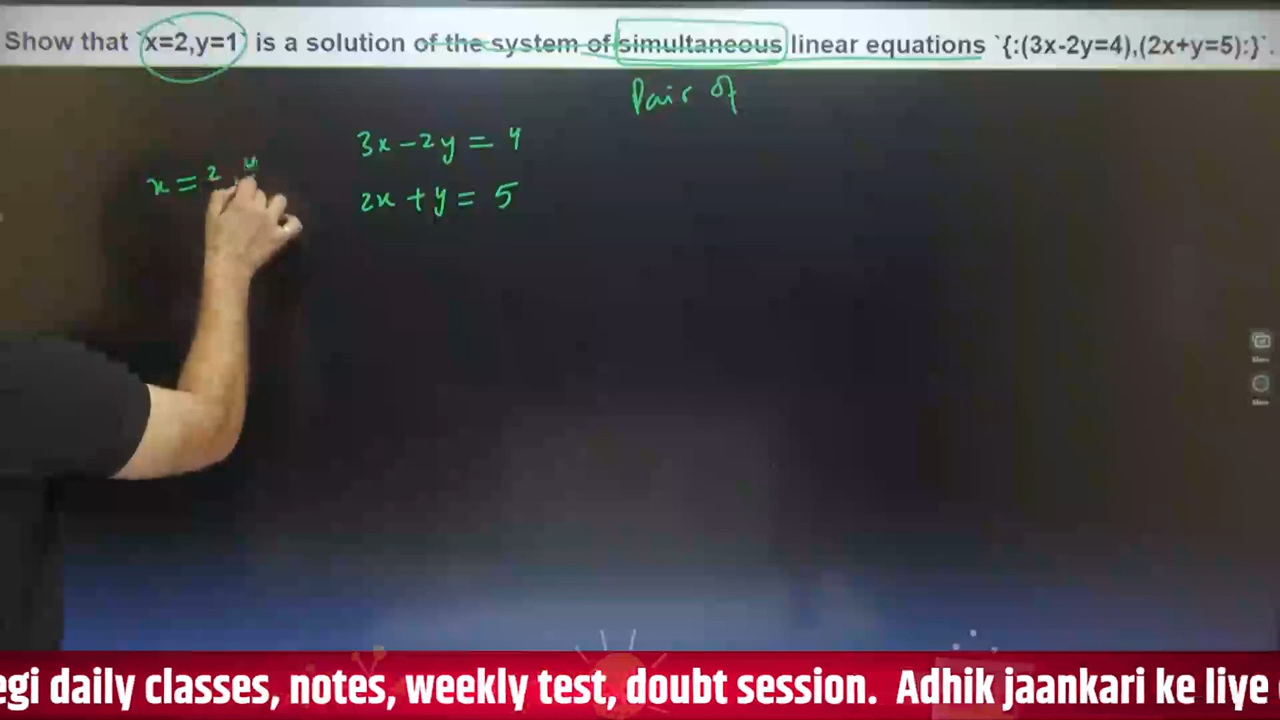 Show that `x=2,y=1` is a solution of the system of simultaneous linear equations `{:(3x-2y=4),(2x+y=5):}`.
Pair of
3x-2y = 4
x = 2
2x + y = 5
egi daily classes, notes, weekly test, doubt session. Adhik jaankari ke liye